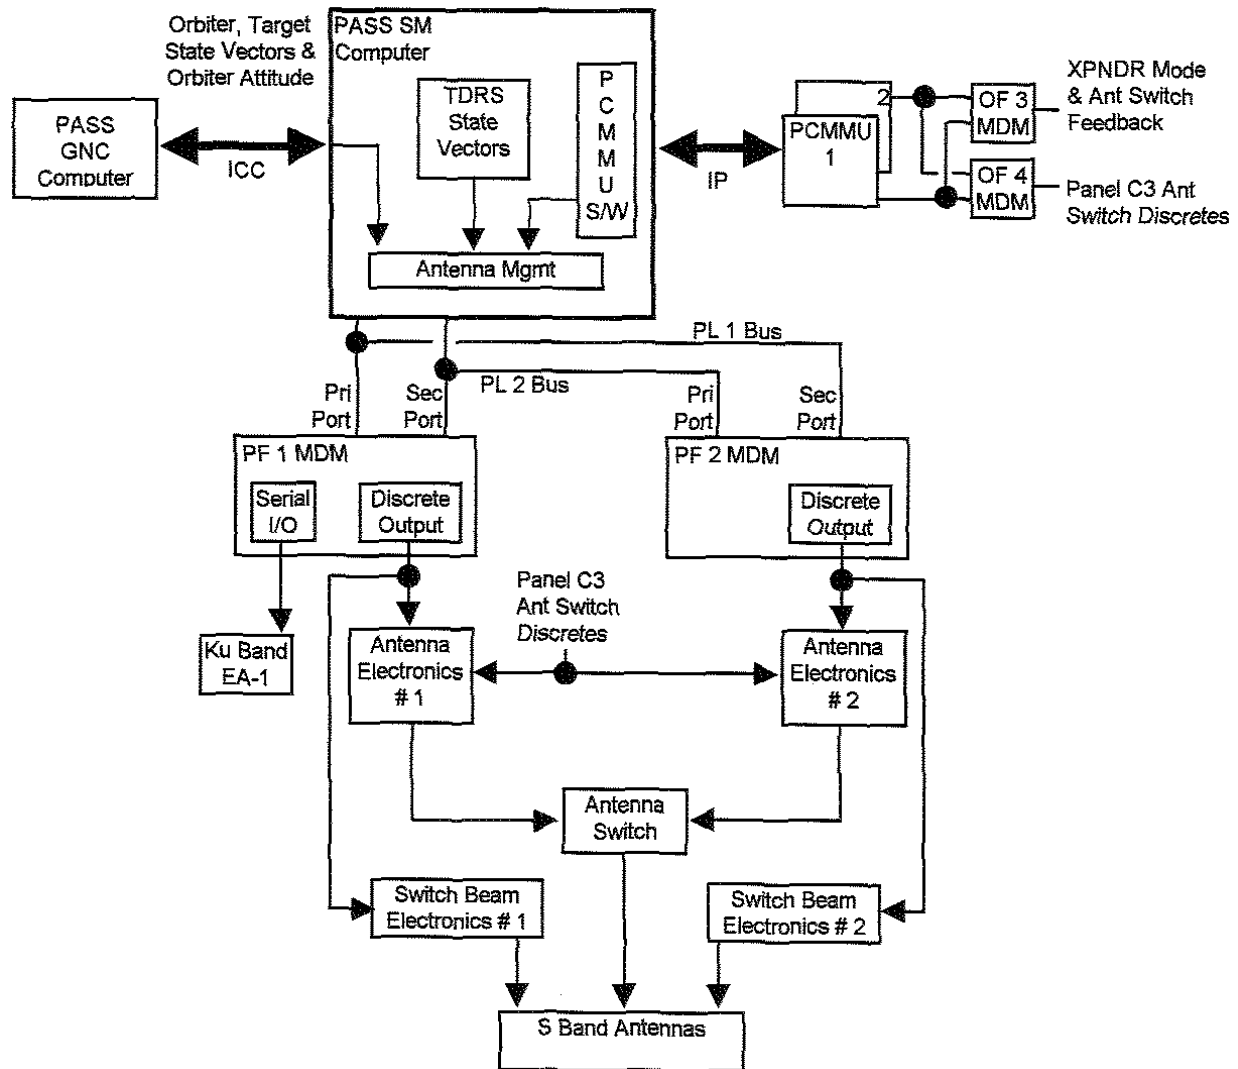 Orbiter, Target
State Vectors &
Orbiter Attitude
PASS SM
Computer
PASS
GNC
Computer
ICC
TDRS
State
Vectors
P
C
M
M
U
S/W
Antenna Mgmt
IP
2
PCMMU
1
OF 3
MDM
OF 4
MDM
XPNDR Mode
& Ant Switch
Feedback
Panel C3 Ant
Switch Discretes
PL 1 Bus
PL 2 Bus
Pri
Port
Sec
Port
Pri
Port
Sec
Port
PF 1 MDM
Serial
I/O
Discrete
Output
PF 2 MDM
Discrete
Output
Panel C3
Ant Switch
Discretes
Ku Band
EA-1
Antenna
Electronics
# 1
Antenna
Electronics
# 2
Antenna
Switch
Switch Beam
Electronics # 1
Switch Beam
Electronics # 2
S Band Antennas